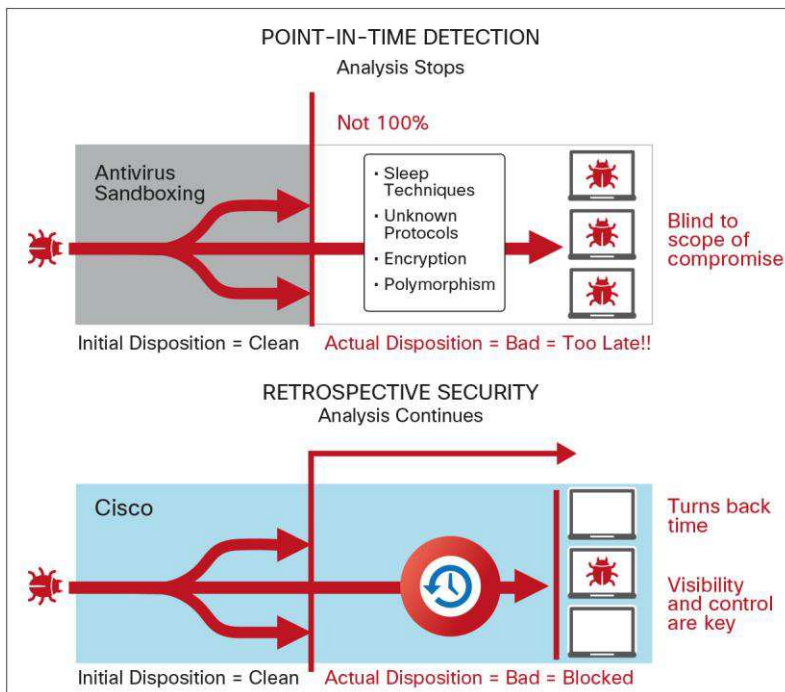 POINT-IN-TIME DETECTION
Analysis Stops
Not 100%
Antivirus
Sandboxing
· Sleep
Techniques
· Unknown
Protocols
· Encryption
· Polymorphism
Blind to
scope of
compromise
Initial Disposition = Clean
Actual Disposition = Bad = Too Late!!
RETROSPECTIVE SECURITY
Analysis Continues
Cisco
Turns back
time
Visibility
and control
are key
Initial Disposition = Clean
Actual Disposition = Bad = Blocked